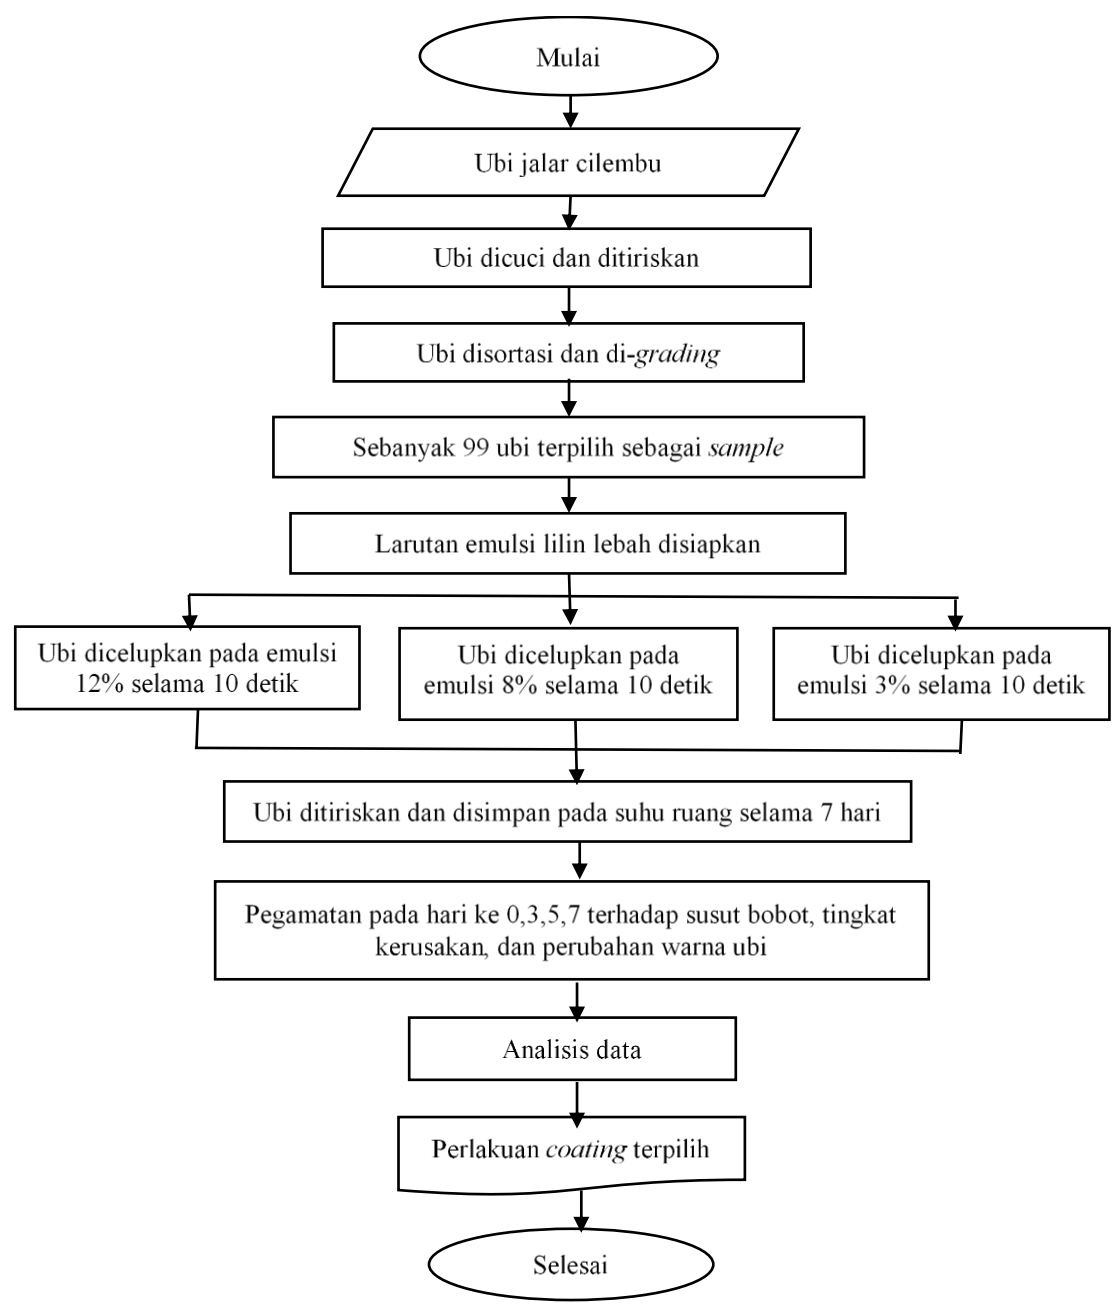 Mulai
Ubi jalar cilembu
Ubi dicuci dan ditiriskan
Ubi disortasi dan di-grading
Sebanyak 99 ubi terpilih sebagai sample
Larutan emulsi lilin lebah disiapkan
Ubi dicelupkan pada emulsi
12% selama 10 detik
Ubi dicelupkan pada
emulsi 8% selama 10 detik
Ubi dicelupkan pada
emulsi 3% selama 10 detik
Ubi ditiriskan dan disimpan pada suhu ruang selama 7 hari
Pegamatan pada hari ke 0,3,5,7 terhadap susut bobot, tingkat
kerusakan, dan perubahan warna ubi
Analisis data
Perlakuan coating terpilih
Selesai